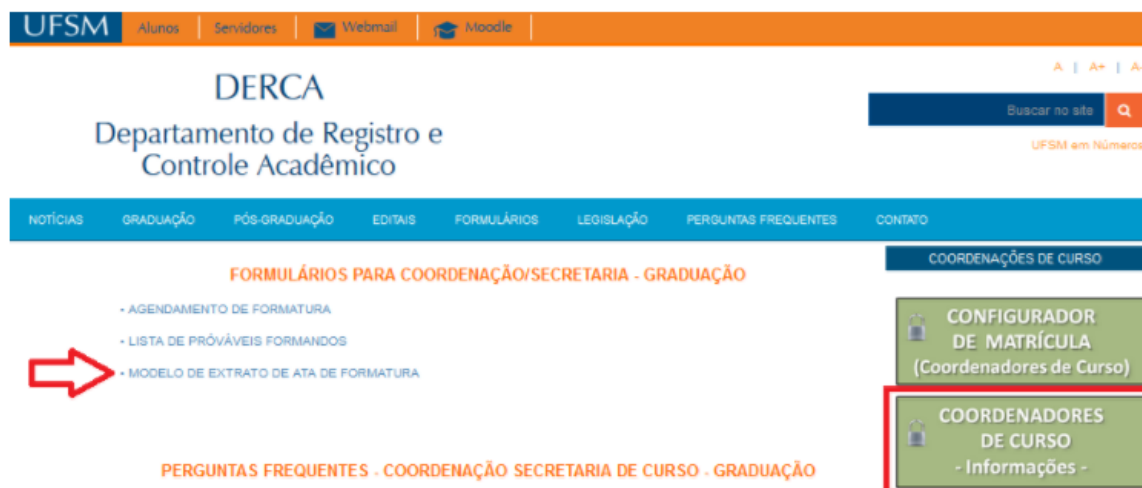 UFSM Alunos Servidores Webmail Moodle
A | A+ | A-
DERCA
Departamento de Registro e
Controle Acadêmico
Buscar no site
UFSM em Números
NOTÍCIAS GRADUAÇÃO PÓS-GRADUAÇÃO EDITAIS FORMULÁRIOS LEGISLAÇÃO PERGUNTAS FREQUENTES CONTATO
FORMULÁRIOS PARA COORDENAÇÃO/SECRETARIA - GRADUAÇÃO
- AGENDAMENTO DE FORMATURA
- LISTA DE PRÓVÁVEIS FORMANDOS
- MODELO DE EXTRATO DE ATA DE FORMATURA
PERGUNTAS FREQUENTES - COORDENAÇÃO SECRETARIA DE CURSO - GRADUAÇÃO
COORDENAÇÕES DE CURSO
CONFIGURADOR
DE MATRÍCULA
(Coordenadores de Curso)
COORDENADORES
DE CURSO
- Informações -